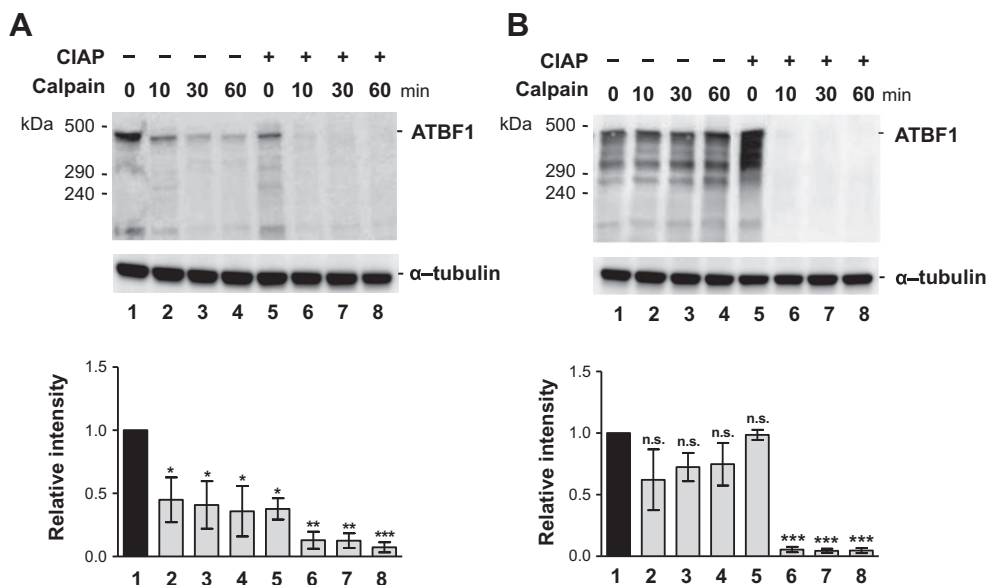 A
CIAP – – – – + + + +
Calpain 0 10 30 60 0 10 30 60 min
kDa
500 -
290 -
240 -
- ATBF1
- α–tubulin
1 2 3 4 5 6 7 8
Relative intensity
1.5
1.0
0.5
0.0
* * * * ** ** ***
1 2 3 4 5 6 7 8
B
CIAP – – – – + + + +
Calpain 0 10 30 60 0 10 30 60 min
kDa
500 -
290 -
240 -
- ATBF1
- α–tubulin
1 2 3 4 5 6 7 8
Relative intensity
1.5
1.0
0.5
0.0
n.s. n.s. n.s. n.s. *** *** ***
1 2 3 4 5 6 7 8